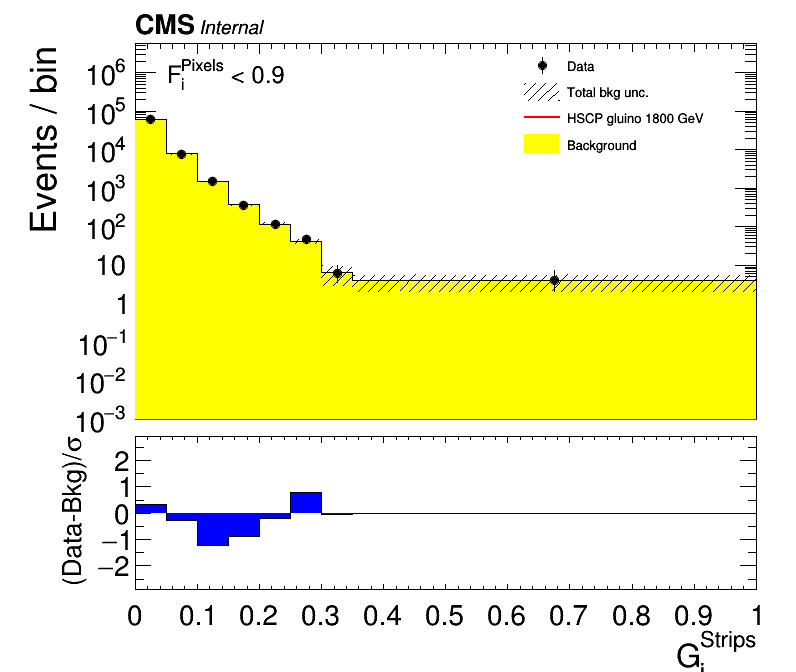 CMS Internal
F_i^Pixels < 0.9
Data
Total bkg unc.
HSCP gluino 1800 GeV
Background
Events / bin
10^6
10^5
10^4
10^3
10^2
10
1
10^−1
10^−2
10^−3
(Data-Bkg)/σ
2
1
0
−1
−2
0 0.1 0.2 0.3 0.4 0.5 0.6 0.7 0.8 0.9 1
G_i^Strips